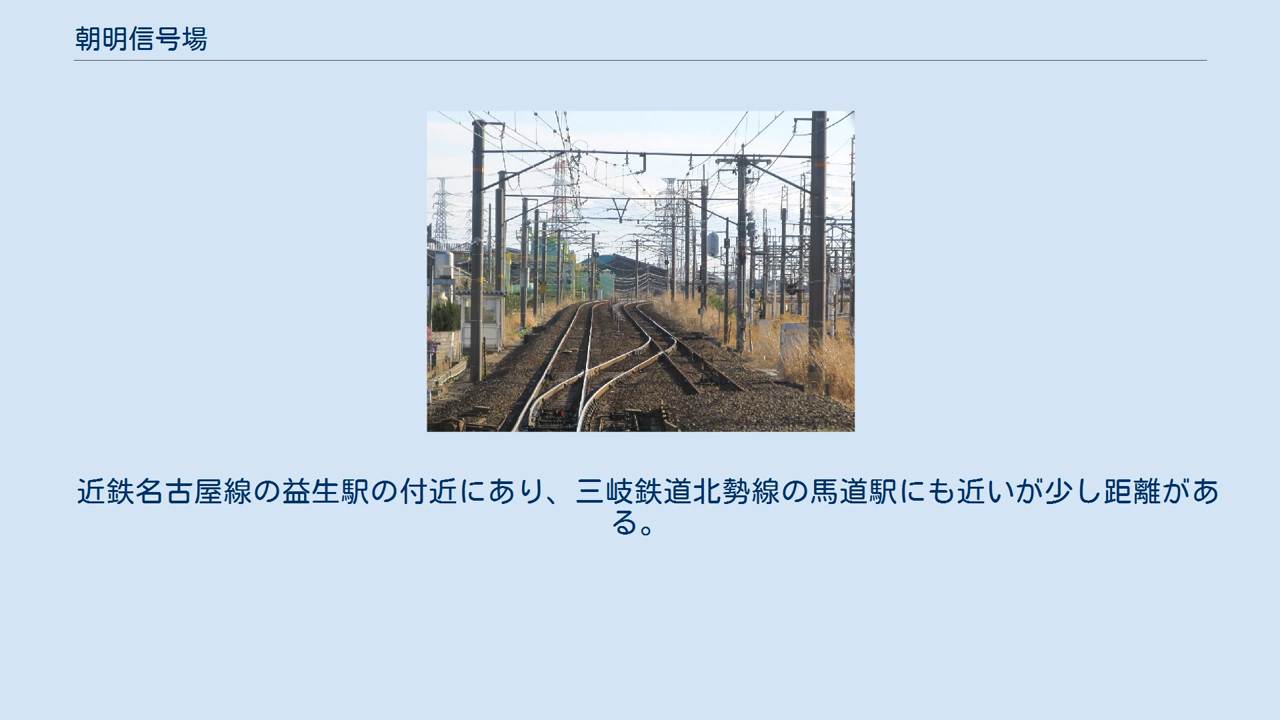 朝明信号場
近鉄名古屋線の益生駅の付近にあり、三岐鉄道北勢線の馬道駅にも近いが少し距離があ
る。